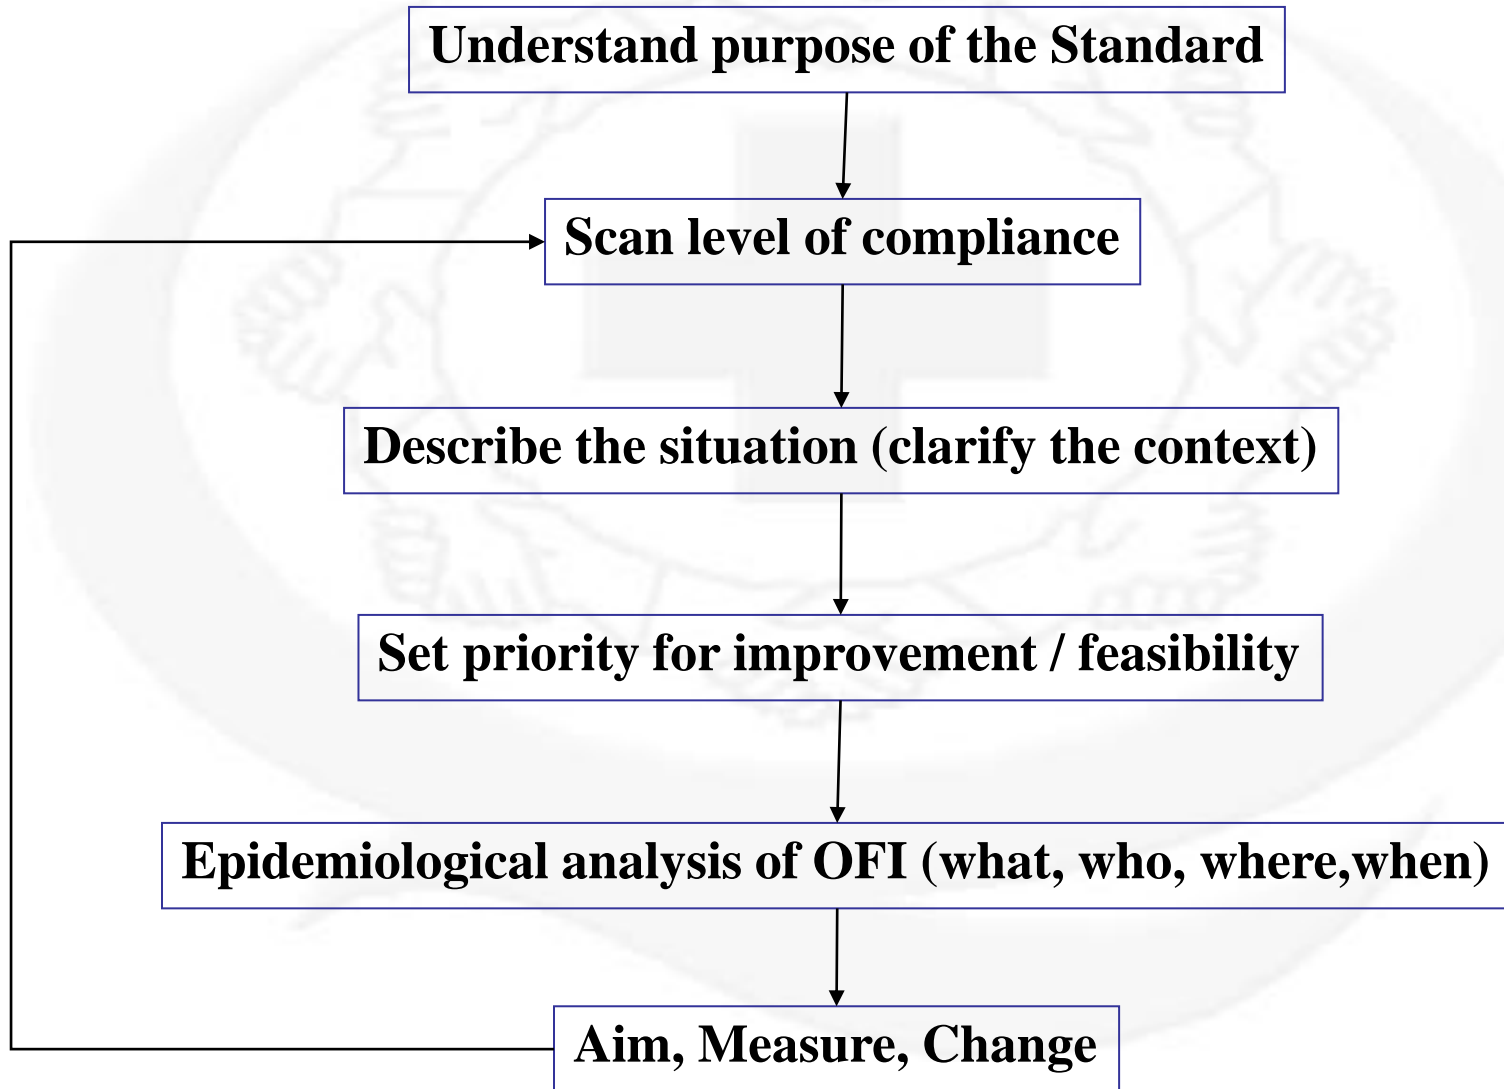 Understand purpose of the Standard
Scan level of compliance
Describe the situation (clarify the context)
Set priority for improvement / feasibility
Epidemiological analysis of OFI (what, who, where,when)
Aim, Measure, Change